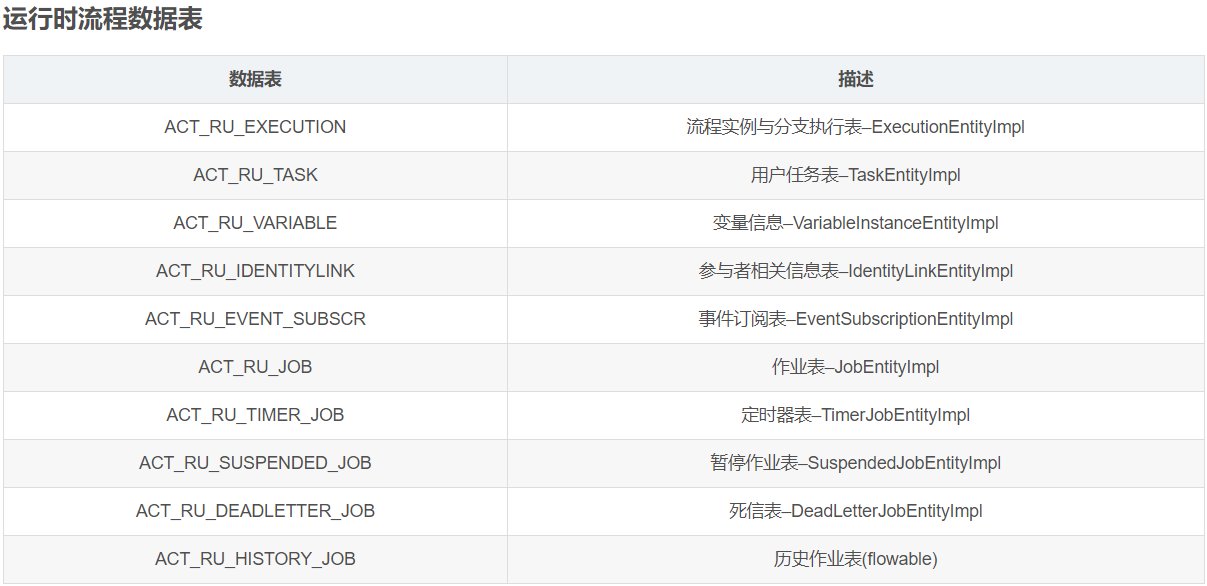 运行时流程数据表
数据表 描述
ACT_RU_EXECUTION 流程实例与分支执行表–ExecutionEntityImpl
ACT_RU_TASK 用户任务表–TaskEntityImpl
ACT_RU_VARIABLE 变量信息–VariableInstanceEntityImpl
ACT_RU_IDENTITYLINK 参与者相关信息表–IdentityLinkEntityImpl
ACT_RU_EVENT_SUBSCR 事件订阅表–EventSubscriptionEntityImpl
ACT_RU_JOB 作业表–JobEntityImpl
ACT_RU_TIMER_JOB 定时器表–TimerJobEntityImpl
ACT_RU_SUSPENDED_JOB 暂停作业表–SuspendedJobEntityImpl
ACT_RU_DEADLETTER_JOB 死信表–DeadLetterJobEntityImpl
ACT_RU_HISTORY_JOB 历史作业表(flowable)